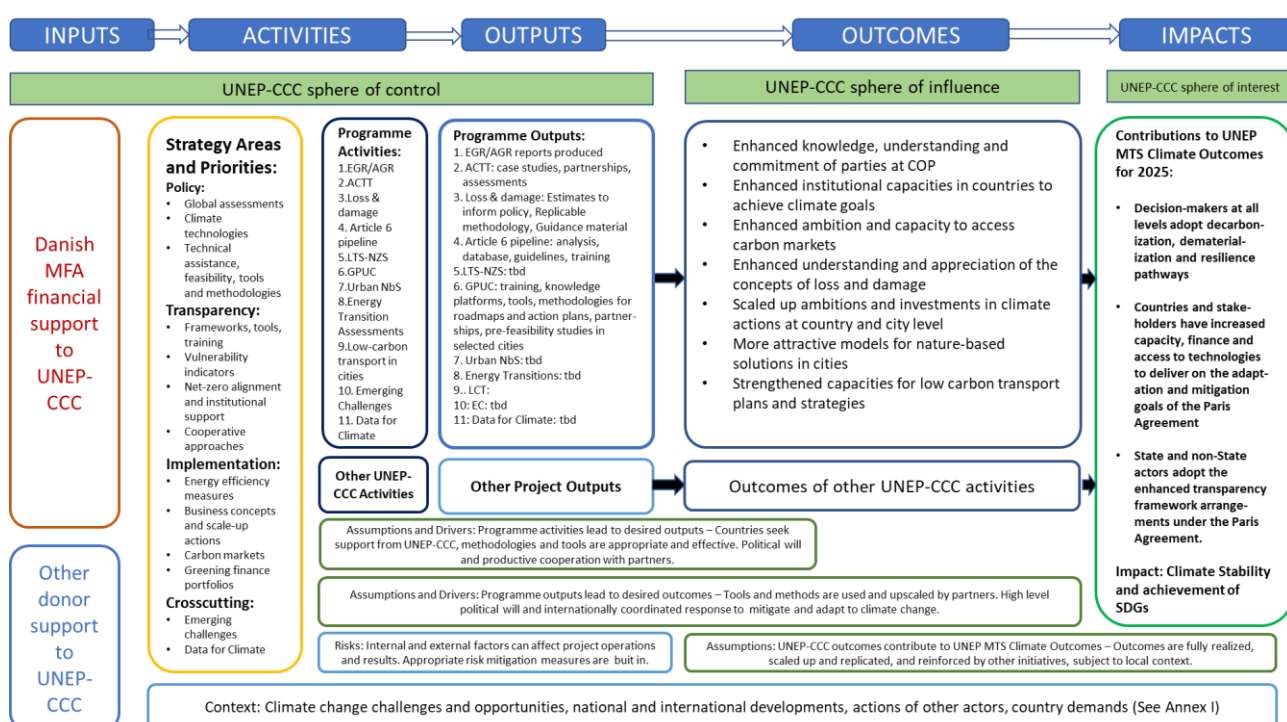 INPUTS
ACTIVITIES
OUTPUTS
OUTCOMES
IMPACTS
UNEP-CCC sphere of control
UNEP-CCC sphere of influence
UNEP-CCC sphere of interest
Danish
MFA
financial
support
to
UNEP-
CCC
Other
donor
support
to
UNEP-
CCC
Strategy Areas
and Priorities:
Policy:
• Global assessments
• Climate
technologies
• Technical
assistance,
feasibility, tools
and methodologies
Transparency:
• Frameworks, tools,
training
• Vulnerability
indicators
• Net-zero alignment
and institutional
support
• Cooperative
approaches
Implementation:
• Energy efficiency
measures
• Business concepts
and scale-up
actions
• Carbon markets
• Greening finance
portfolios
Crosscutting:
• Emerging
challenges
• Data for Climate
Programme
Activities:
1.EGR/AGR
2.ACTT
3.Loss &
damage
4. Article 6
pipeline
5.LTS-NZS
6.GPUC
7.Urban NbS
8.Energy
Transition
Assessments
9.Low-carbon
transport in
cities
10. Emerging
Challenges
11. Data for
Climate
Programme Outputs:
1. EGR/AGR reports produced
2. ACTT: case studies, partnerships,
assessments
3. Loss & damage: Estimates to
inform policy, Replicable
methodology, Guidance material
4. Article 6 pipeline: analysis,
database, guidelines, training
5.LTS-NZS: tbd
6. GPUC: training, knowledge
platforms, tools, methodologies for
roadmaps and action plans, partner-
ships, pre-feasibility studies in
selected cities
7. Urban NbS: tbd
8. Energy Transitions: tbd
9.. LCT:
10: EC: tbd
11: Data for Climate: tbd
• Enhanced knowledge, understanding and
commitment of parties at COP
• Enhanced institutional capacities in countries to
achieve climate goals
• Enhanced ambition and capacity to access
carbon markets
• Enhanced understanding and appreciation of the
concepts of loss and damage
• Scaled up ambitions and investments in climate
actions at country and city level
• More attractive models for nature-based
solutions in cities
• Strengthened capacities for low carbon transport
plans and strategies
Contributions to UNEP
MTS Climate Outcomes
for 2025:
• Decision-makers at all
levels adopt decarbon-
ization, dematerial-
ization and resilience
pathways
• Countries and stake-
holders have increased
capacity, finance and
access to technologies
to deliver on the adapt-
ation and mitigation
goals of the Paris
Agreement
• State and non-State
actors adopt the
enhanced transparency
framework arrange-
ments under the Paris
Agreement.
Impact: Climate Stability
and achievement of
SDGs
Other UNEP-
CCC Activities
Other Project Outputs
Outcomes of other UNEP-CCC activities
Assumptions and Drivers: Programme activities lead to desired outputs – Countries seek
support from UNEP-CCC, methodologies and tools are appropriate and effective. Political will
and productive cooperation with partners.
Assumptions and Drivers: Programme outputs lead to desired outcomes – Tools and methods are used and upscaled by partners. High level
political will and internationally coordinated response to mitigate and adapt to climate change.
Risks: Internal and external factors can affect project operations
and results. Appropriate risk mitigation measures are buit in.
Assumptions: UNEP-CCC outcomes contribute to UNEP MTS Climate Outcomes – Outcomes are fully realized,
scaled up and replicated, and reinforced by other initiatives, subject to local context.
Context: Climate change challenges and opportunities, national and international developments, actions of other actors, country demands (See Annex I)